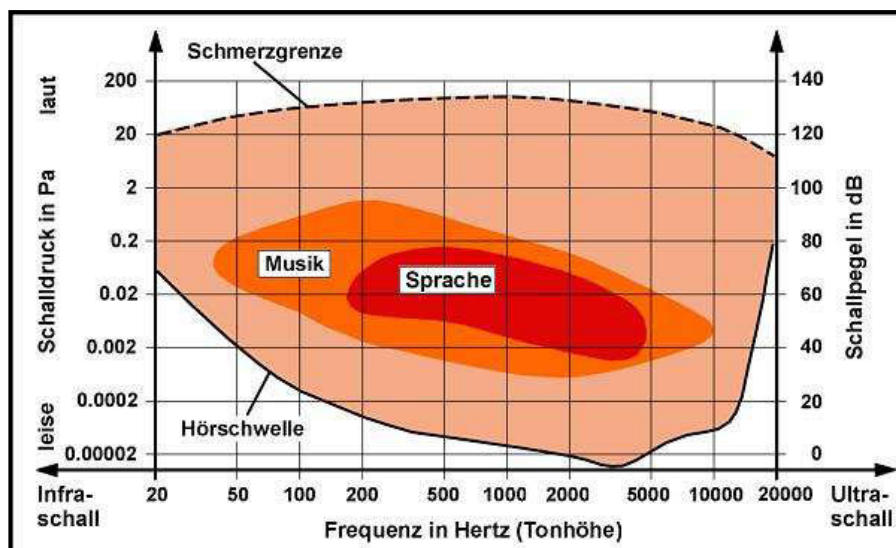 Schmerzgrenze
laut
leise
Schalldruck in Pa
200
20
2
0.2
0.02
0.002
0.0002
0.00002
Musik
Sprache
Hörschwelle
140
120
100
80
60
40
20
0
Schallpegel in dB
20
50
100
200
500
1000
2000
5000
10000
20000
Infra-
schall
Frequenz in Hertz (Tonhöhe)
Ultra-
schall